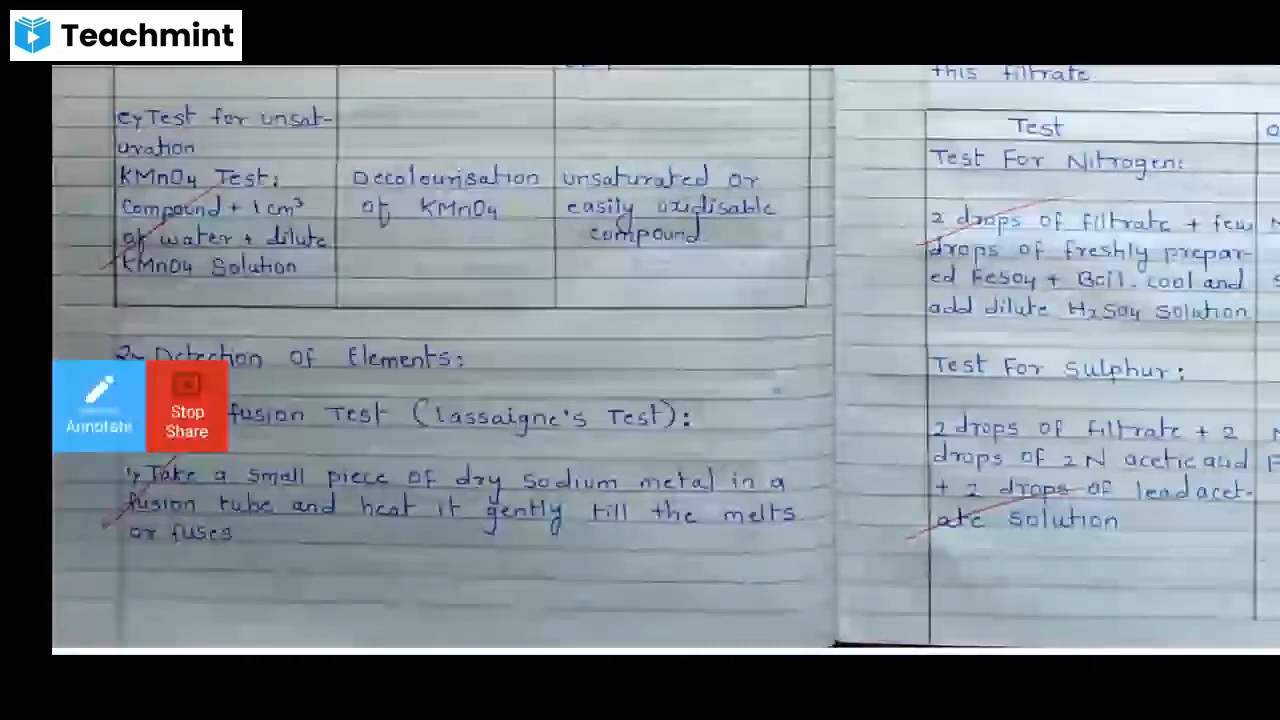 Teachmint
this filtrate
c) Test for unsat-
uration
KMnO4 Test:
Compound + 1 cm³
of water + dilute
KMnO4 Solution
Decolourisation
of KMnO4
unsaturated or
easily oxidisable
compound
2) Detection of Elements:
fusion Test (Lassaigne's Test):
1) Take a small piece of dry sodium metal in a
fusion tube and heat it gently till the melts
or fuses
Annotate
Stop
Share
Test
Test For Nitrogen:
2 drops of filtrate + few
drops of freshly prepar-
ed FeSO4 + Boil. cool and
add dilute H2SO4 solution
Test For Sulphur:
2 drops of filtrate + 2
drops of 2N acetic acid
+ 2 drops of lead acet-
ate solution